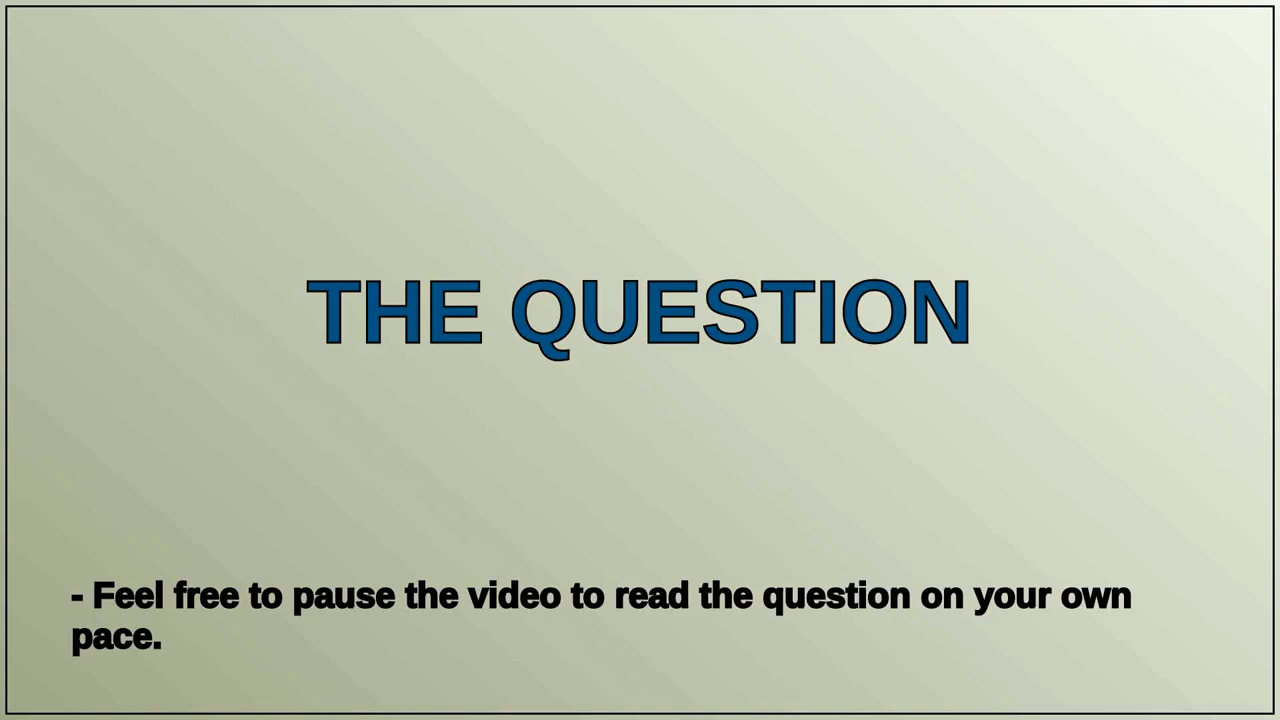 THE QUESTION
- Feel free to pause the video to read the question on your own
pace.